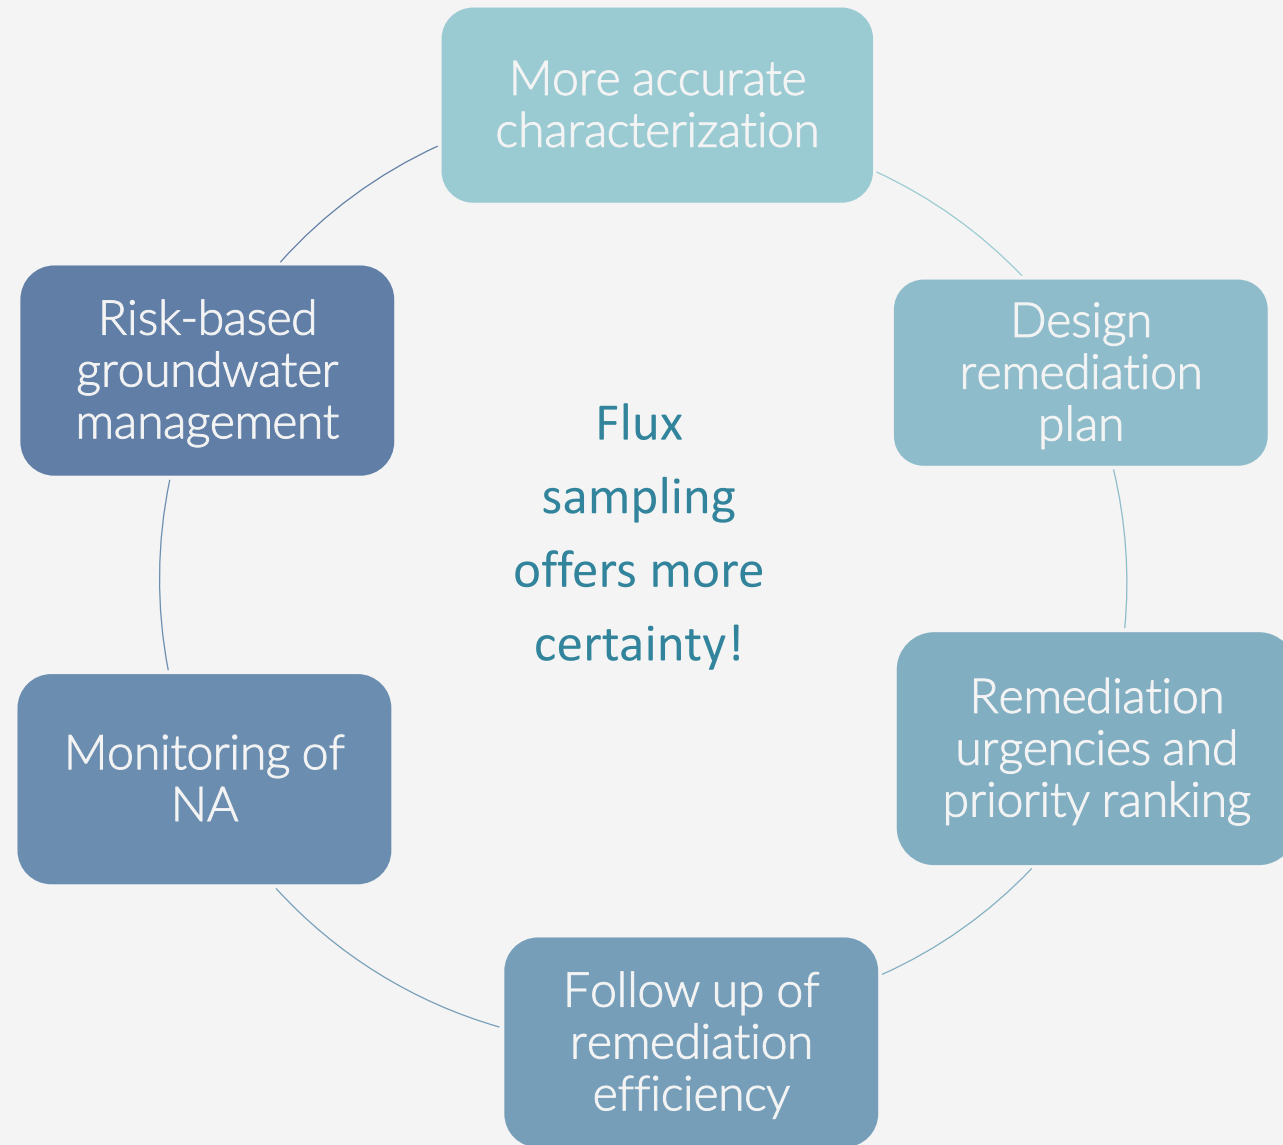 More accurate
characterization
Design
remediation
plan
Remediation
urgencies and
priority ranking
Follow up of
remediation
efficiency
Monitoring of
NA
Risk-based
groundwater
management
Flux
sampling
offers more
certainty!